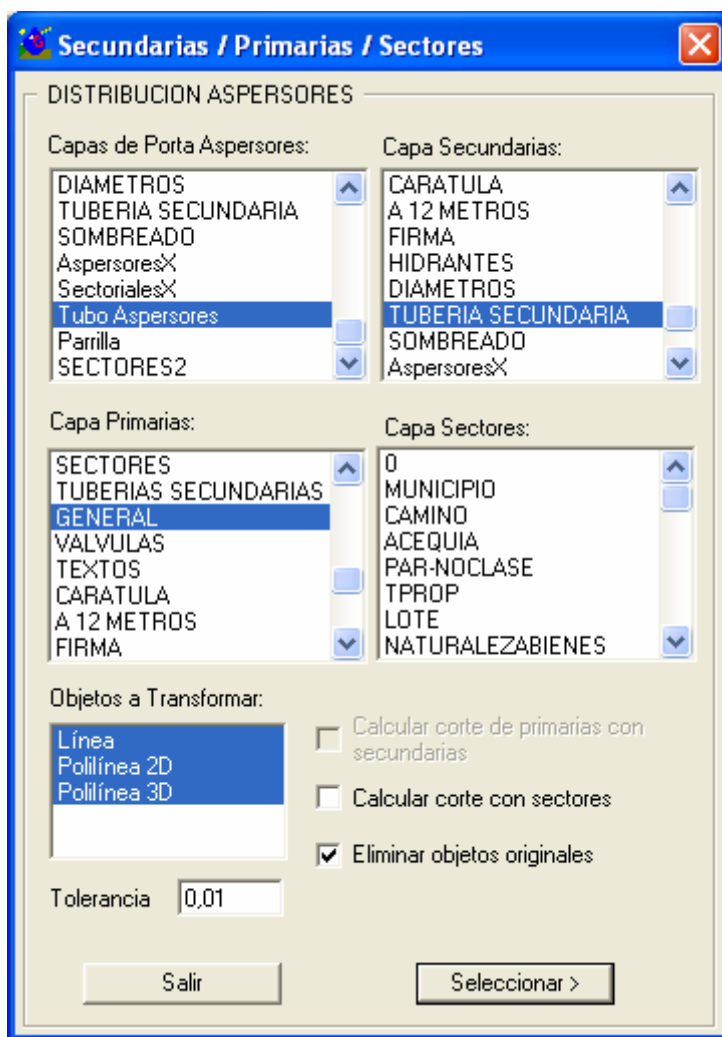 Secundarias / Primarias / Sectores
DISTRIBUCION ASPERSORES
Capas de Porta Aspersores:
DIAMETROS
TUBERIA SECUNDARIA
SOMBREADO
AspersoresX
SectorialesX
Tubo Aspersores
Parrilla
SECTORES2
Capa Secundarias:
CARATULA
A 12 METROS
FIRMA
HIDRANTES
DIAMETROS
TUBERIA SECUNDARIA
SOMBREADO
AspersoresX
Capa Primarias:
SECTORES
TUBERIAS SECUNDARIAS
GENERAL
VALVULAS
TEXTOS
CARATULA
A 12 METROS
FIRMA
Capa Sectores:
0
MUNICIPIO
CAMINO
ACEQUIA
PAR-NOCLASE
TPROP
LOTE
NATURALEZABIENES
Objetos a Transformar:
Línea
Polilínea 2D
Polilínea 3D
Calcular corte de primarias con
secundarias
Calcular corte con sectores
Eliminar objetos originales
Tolerancia 0,01
Salir
Seleccionar >